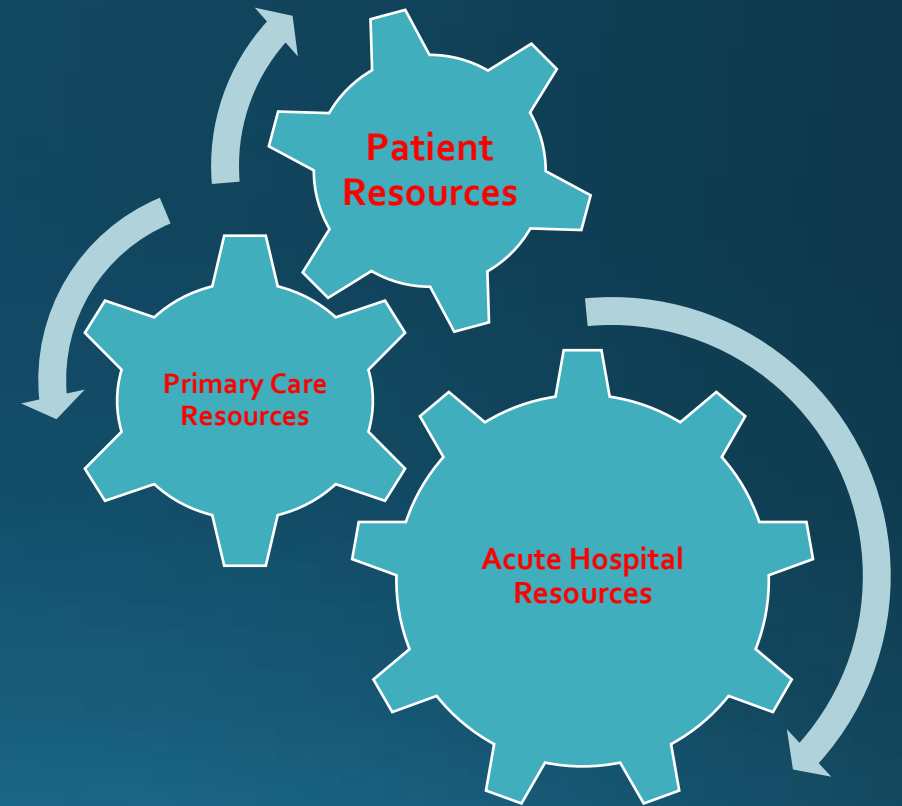 Patient
Resources
Primary Care
Resources
Acute Hospital
Resources